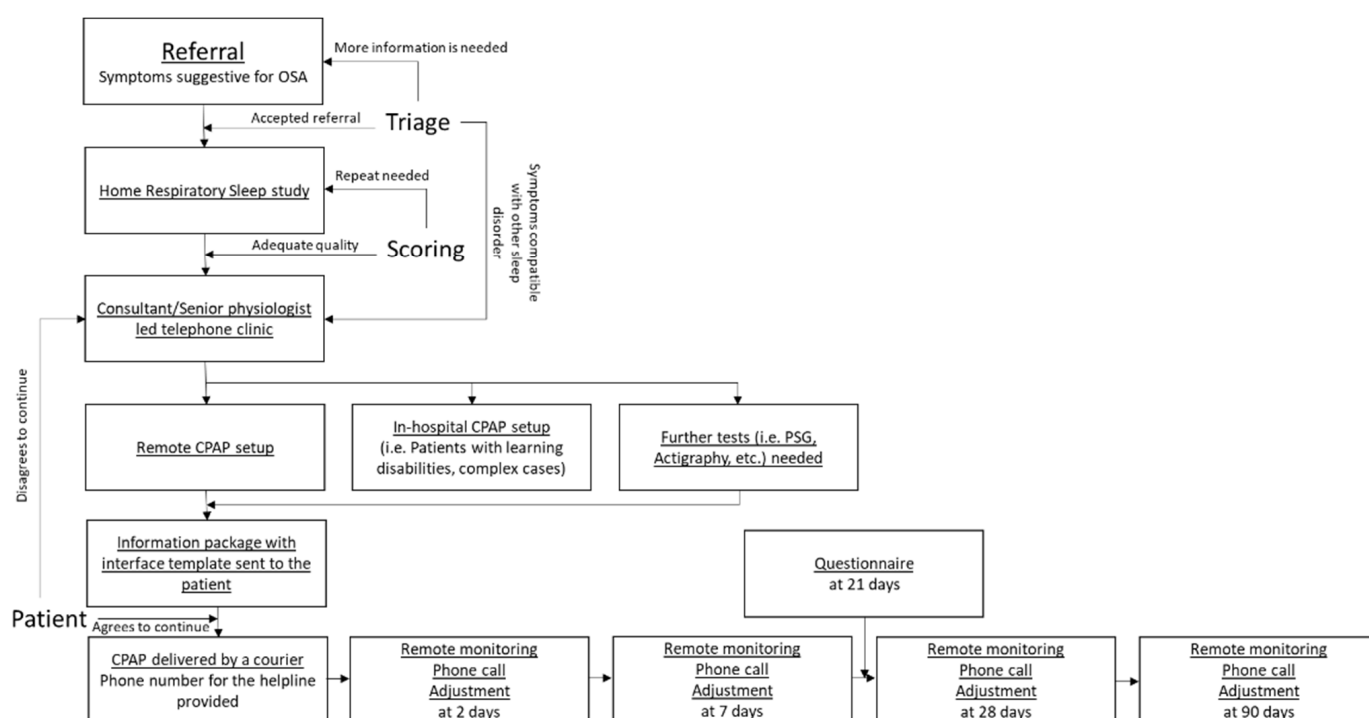 Referral
Symptoms suggestive for OSA
More information is needed
Accepted referral
Triage
Symptoms compatible
with other sleep
disorder
Home Respiratory Sleep study
Repeat needed
Adequate quality
Scoring
Consultant/Senior physiologist
led telephone clinic
Disagrees to continue
Remote CPAP setup
In-hospital CPAP setup
(i.e. Patients with learning
disabilities, complex cases)
Further tests (i.e. PSG,
Actigraphy, etc.) needed
Information package with
interface template sent to the
patient
Questionnaire
at 21 days
Patient
Agrees to continue
CPAP delivered by a courier
Phone number for the helpline
provided
Remote monitoring
Phone call
Adjustment
at 2 days
Remote monitoring
Phone call
Adjustment
at 7 days
Remote monitoring
Phone call
Adjustment
at 28 days
Remote monitoring
Phone call
Adjustment
at 90 days